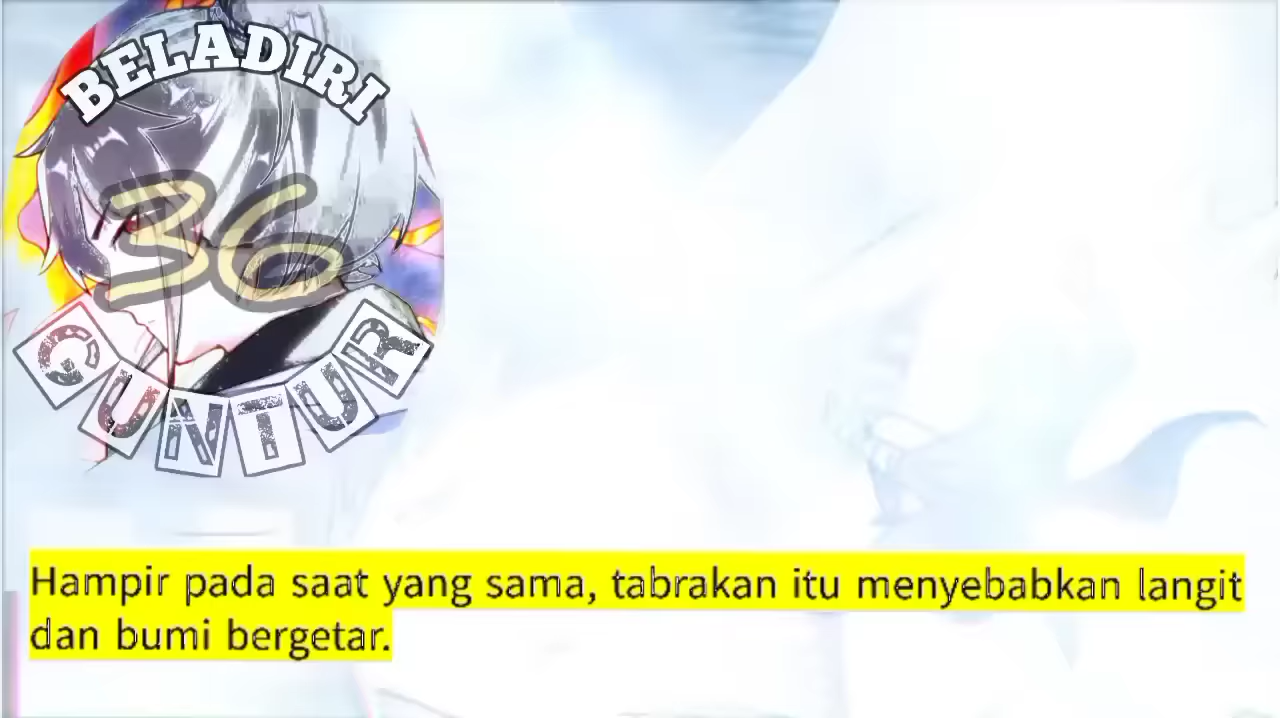 BELADIRI
36
GUNTUR
Hampir pada saat yang sama, tabrakan itu menyebabkan langit
dan bumi bergetar.